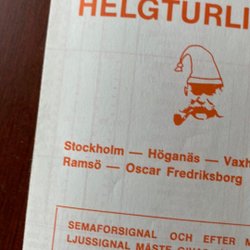 HELGTURLI
Stockholm — Höganäs — Vaxh
Ramsö — Oscar Fredriksborg
SEMAFORSIGNAL OCH EFTER M
LJUSSIGNAL MÅSTE